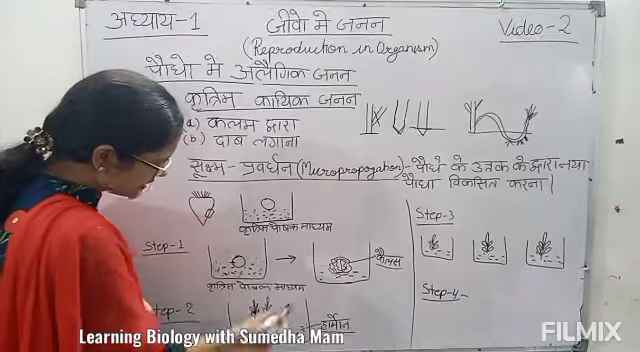 अध्याय-1
जीवो मे जनन
Video-2
(Reproduction in Organism)
पौधो मे अलैंगिक जनन
कृत्रिम कायिक जनन
(a) कलम द्वारा
(b) दाब लगाना
सूक्ष्म-प्रवर्धन (Micropropogation)- पौधे के उत्तक के द्वारा नया
पौधा विकसित करना।
कृत्रिम पोषक माध्यम
Step-1
कैलस
कृत्रिम पोषक माध्यम
Step-2
हार्मोन
Step-3
Step-4-
Learning Biology with Sumedha Mam
FILMIX